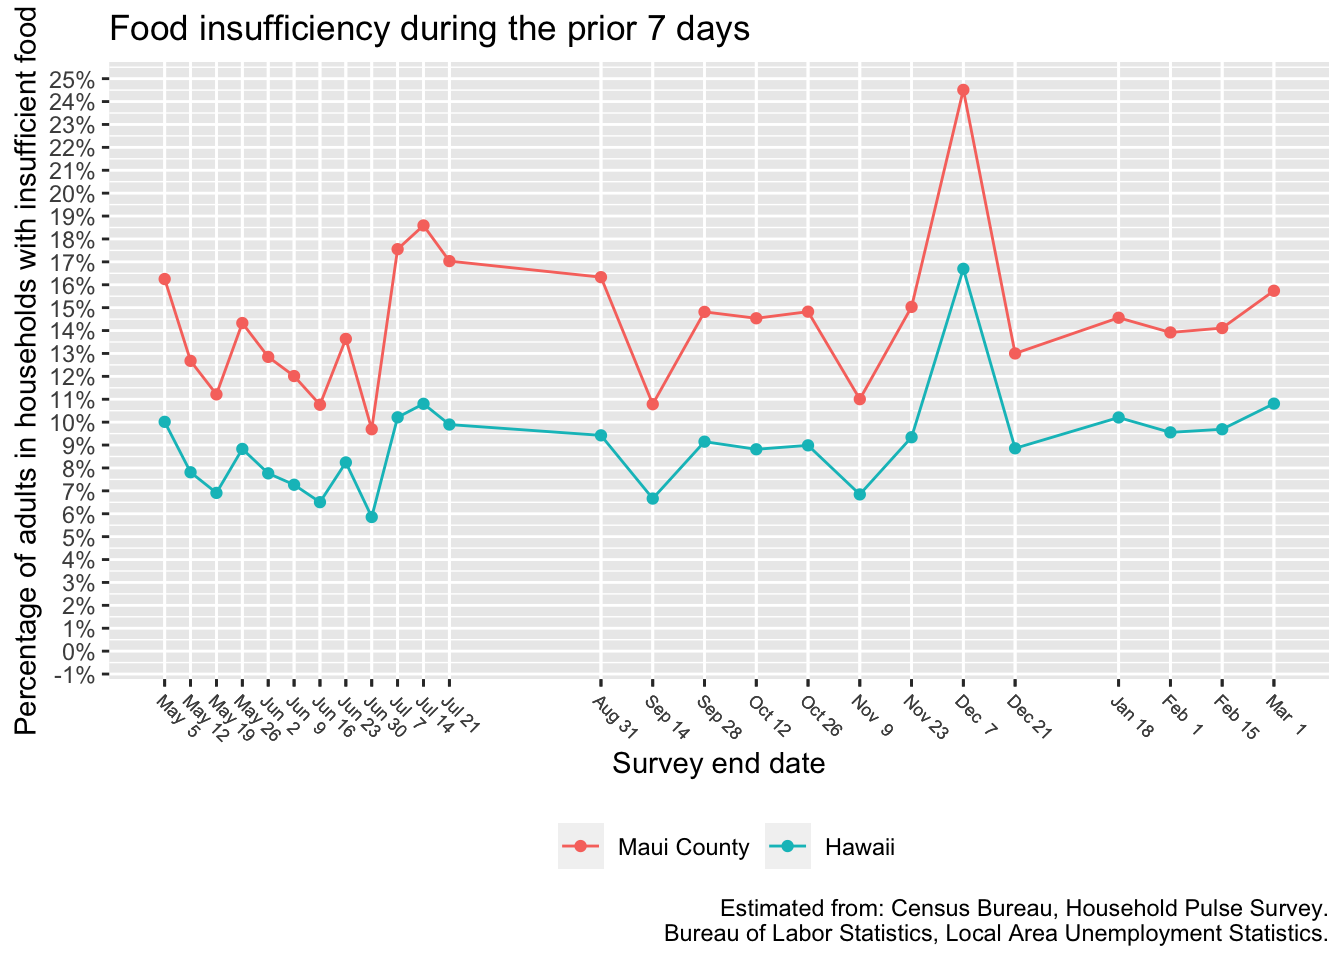 Food insufficiency during the prior 7 days
Percentage of adults in households with insufficient food
25%
24%
23%
22%
21%
20%
19%
18%
17%
16%
15%
14%
13%
12%
11%
10%
9%
8%
7%
6%
5%
4%
3%
2%
1%
0%
-1%
May 5
May 12
May 19
May 26
Jun 2
Jun 9
Jun 16
Jun 23
Jun 30
Jul 7
Jul 14
Jul 21
Aug 31
Sep 14
Sep 28
Oct 12
Oct 26
Nov 9
Nov 23
Dec 7
Dec 21
Jan 18
Feb 1
Feb 15
Mar 1
Survey end date
Maui County
Hawaii
Estimated from: Census Bureau, Household Pulse Survey.
Bureau of Labor Statistics, Local Area Unemployment Statistics.